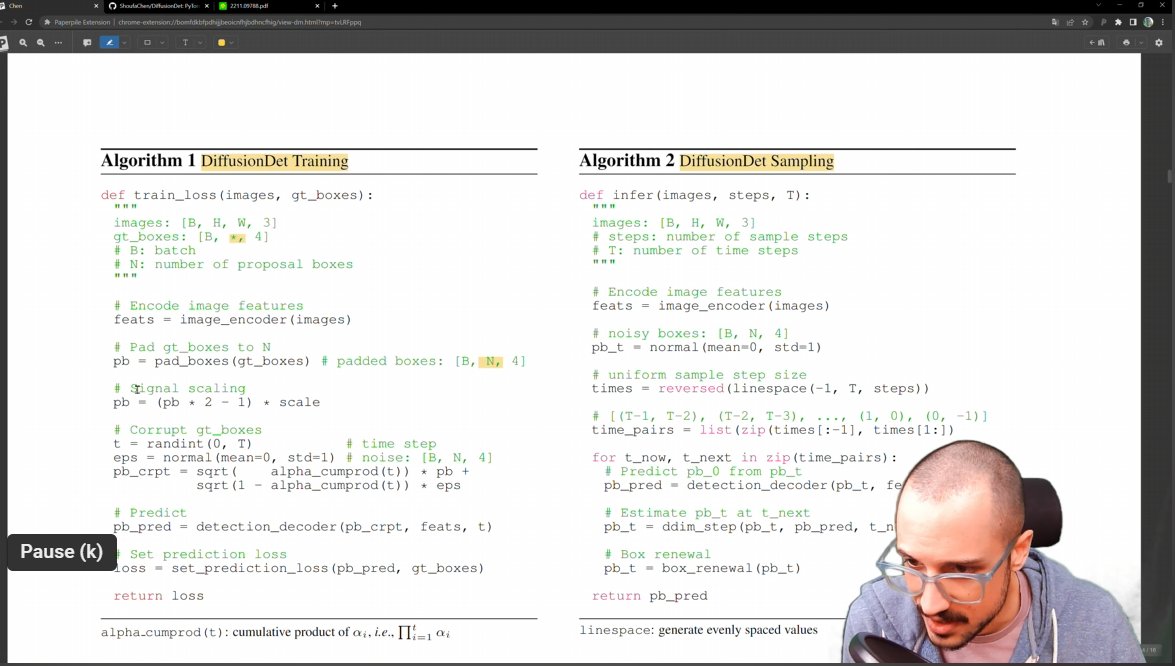 Chen
ShoufaChen/DiffusionDet: PyTo
2211.09788.pdf
Paperpile Extension | chrome-extension://bomfdkbfpdhijjbeoicnfhjbdhncfhig/view-dm.html?mp=tvLRFppq
Algorithm 1 DiffusionDet Training
def train_loss(images, gt_boxes):
"""
images: [B, H, W, 3]
gt_boxes: [B, *, 4]
# B: batch
# N: number of proposal boxes
"""
# Encode image features
feats = image_encoder(images)
# Pad gt_boxes to N
pb = pad_boxes(gt_boxes) # padded boxes: [B, N, 4]
# Signal scaling
pb = (pb * 2 - 1) * scale
# Corrupt gt_boxes
t = randint(0, T) # time step
eps = normal(mean=0, std=1) # noise: [B, N, 4]
pb_crpt = sqrt( alpha_cumprod(t)) * pb +
sqrt(1 - alpha_cumprod(t)) * eps
# Predict
pb_pred = detection_decoder(pb_crpt, feats, t)
# Set prediction loss
loss = set_prediction_loss(pb_pred, gt_boxes)
return loss
alpha_cumprod(t): cumulative product of αᵢ, i.e., ∏ᵗᵢ₌₁ αᵢ
Algorithm 2 DiffusionDet Sampling
def infer(images, steps, T):
"""
images: [B, H, W, 3]
# steps: number of sample steps
# T: number of time steps
"""
# Encode image features
feats = image_encoder(images)
# noisy boxes: [B, N, 4]
pb_t = normal(mean=0, std=1)
# uniform sample step size
times = reversed(linespace(-1, T, steps))
# [(T-1, T-2), (T-2, T-3), ..., (1, 0), (0, -1)]
time_pairs = list(zip(times[:-1], times[1:])
for t_now, t_next in zip(time_pairs):
# Predict pb_0 from pb_t
pb_pred = detection_decoder(pb_t, fe
# Estimate pb_t at t_next
pb_t = ddim_step(pb_t, pb_pred, t_n
# Box renewal
pb_t = box_renewal(pb_t)
return pb_pred
linespace: generate evenly spaced values
Pause (k)